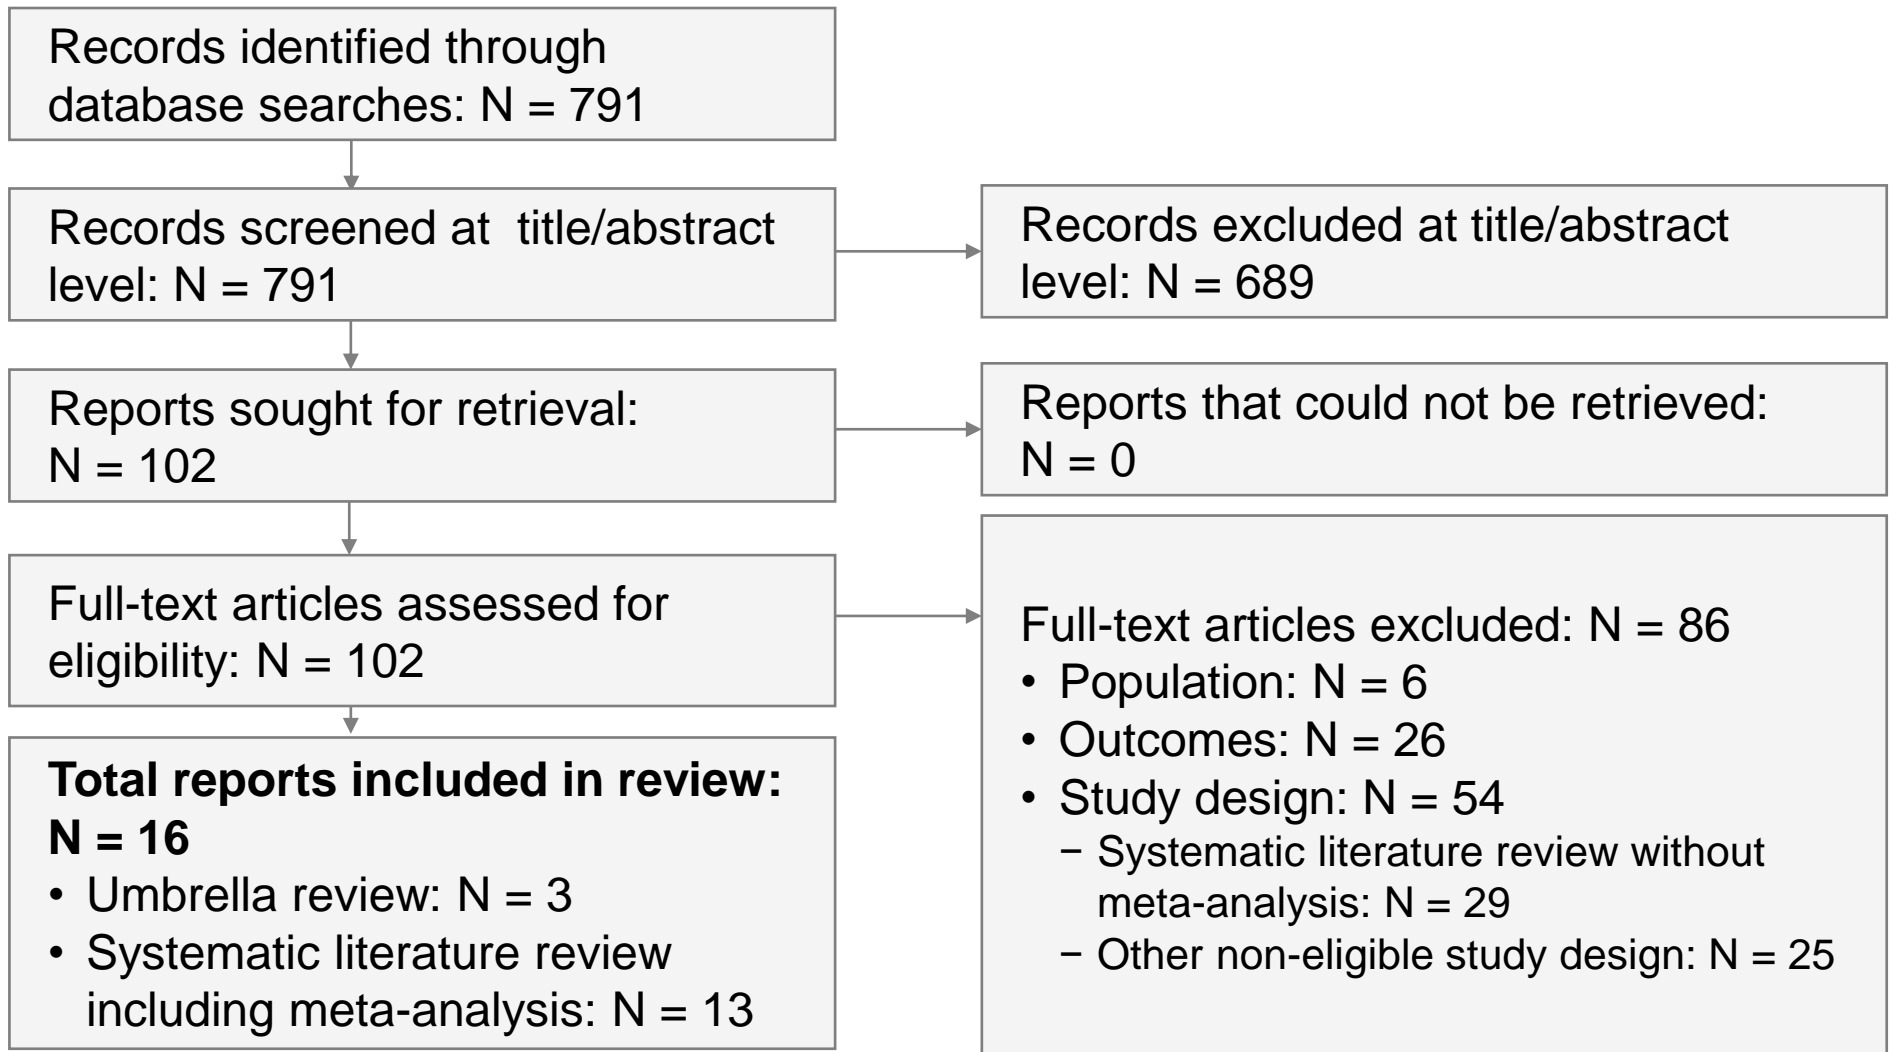 Records identified through
database searches: N = 791
Records screened at  title/abstract
level: N = 791
Records excluded at title/abstract
level: N = 689
Reports sought for retrieval:
N = 102
Reports that could not be retrieved:
N = 0
Full-text articles assessed for
eligibility: N = 102
Full-text articles excluded: N = 86
• Population: N = 6
• Outcomes: N = 26
• Study design: N = 54
− Systematic literature review without
meta-analysis: N = 29
− Other non-eligible study design: N = 25
Total reports included in review:
N = 16
• Umbrella review: N = 3
• Systematic literature review
including meta-analysis: N = 13